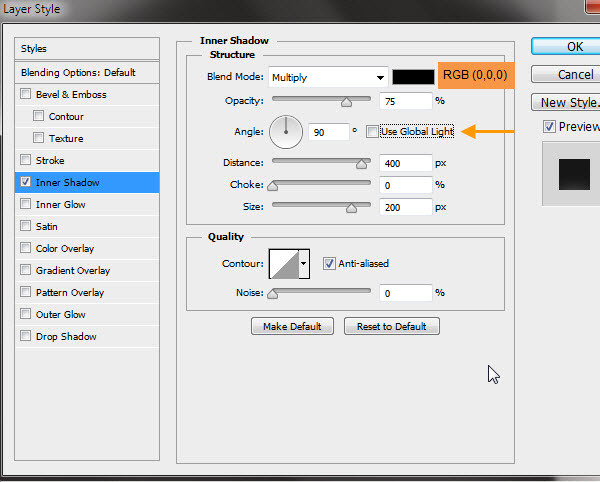 Layer Style
Styles
Blending Options: Default
Bevel & Emboss
Contour
Texture
Stroke
Inner Shadow
Inner Glow
Satin
Color Overlay
Gradient Overlay
Pattern Overlay
Outer Glow
Drop Shadow
Inner Shadow
Structure
Blend Mode: Multiply RGB (0,0,0)
Opacity: 75 %
Angle: 90 ° Use Global Light
Distance: 400 px
Choke: 0 %
Size: 200 px
Quality
Contour: Anti-aliased
Noise: 0 %
Make Default Reset to Default
OK
Cancel
New Style...
Preview